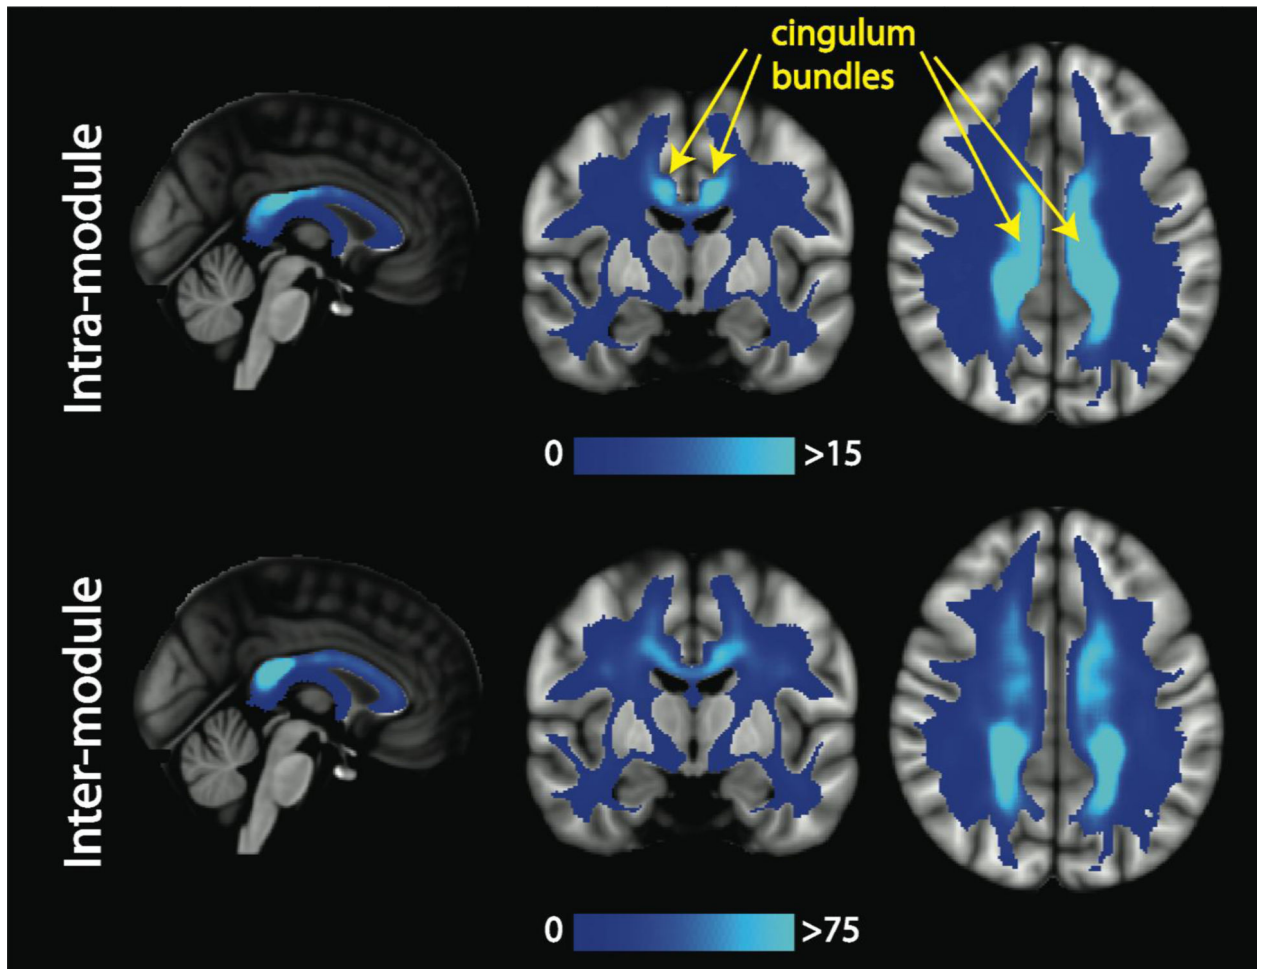 cingulum
bundles
Intra-module
0 >15
Inter-module
0 >75